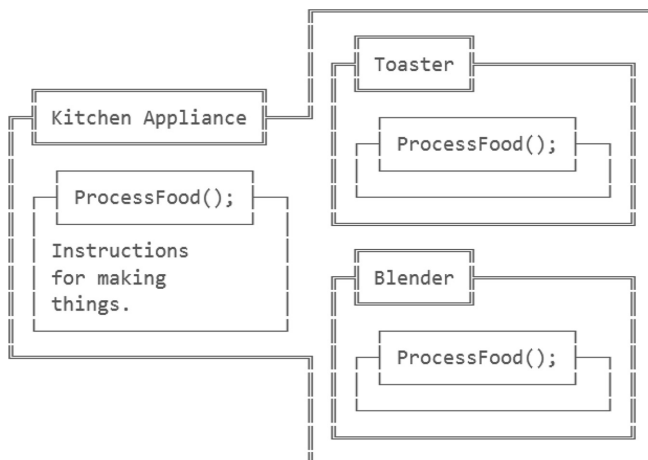 Kitchen Appliance
ProcessFood();
Instructions
for making
things.
Toaster
ProcessFood();
Blender
ProcessFood();